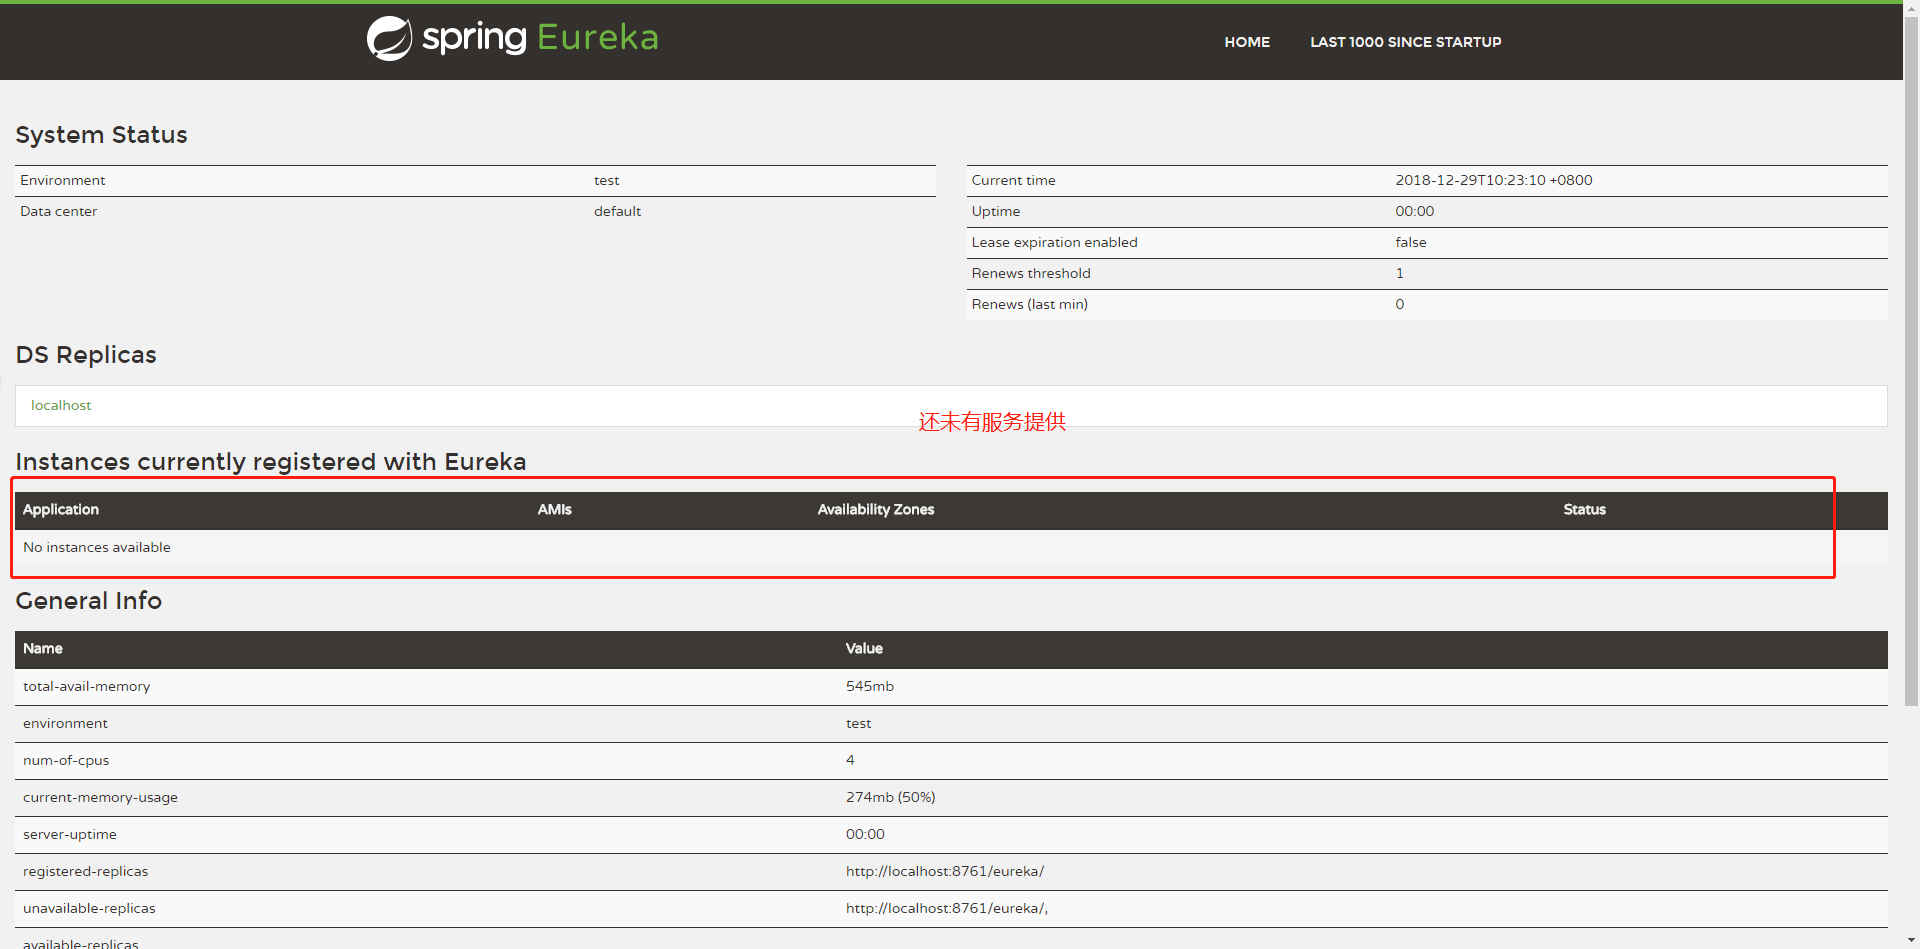 spring Eureka
HOME LAST 1000 SINCE STARTUP
System Status
Environment test
Data center default
Current time 2018-12-29T10:23:10 +0800
Uptime 00:00
Lease expiration enabled false
Renews threshold 1
Renews (last min) 0
DS Replicas
localhost
还未有服务提供
Instances currently registered with Eureka
Application AMIs Availability Zones Status
No instances available
General Info
Name Value
total-avail-memory 545mb
environment test
num-of-cpus 4
current-memory-usage 274mb (50%)
server-uptime 00:00
registered-replicas http://localhost:8761/eureka/
unavailable-replicas http://localhost:8761/eureka/,
available-replicas